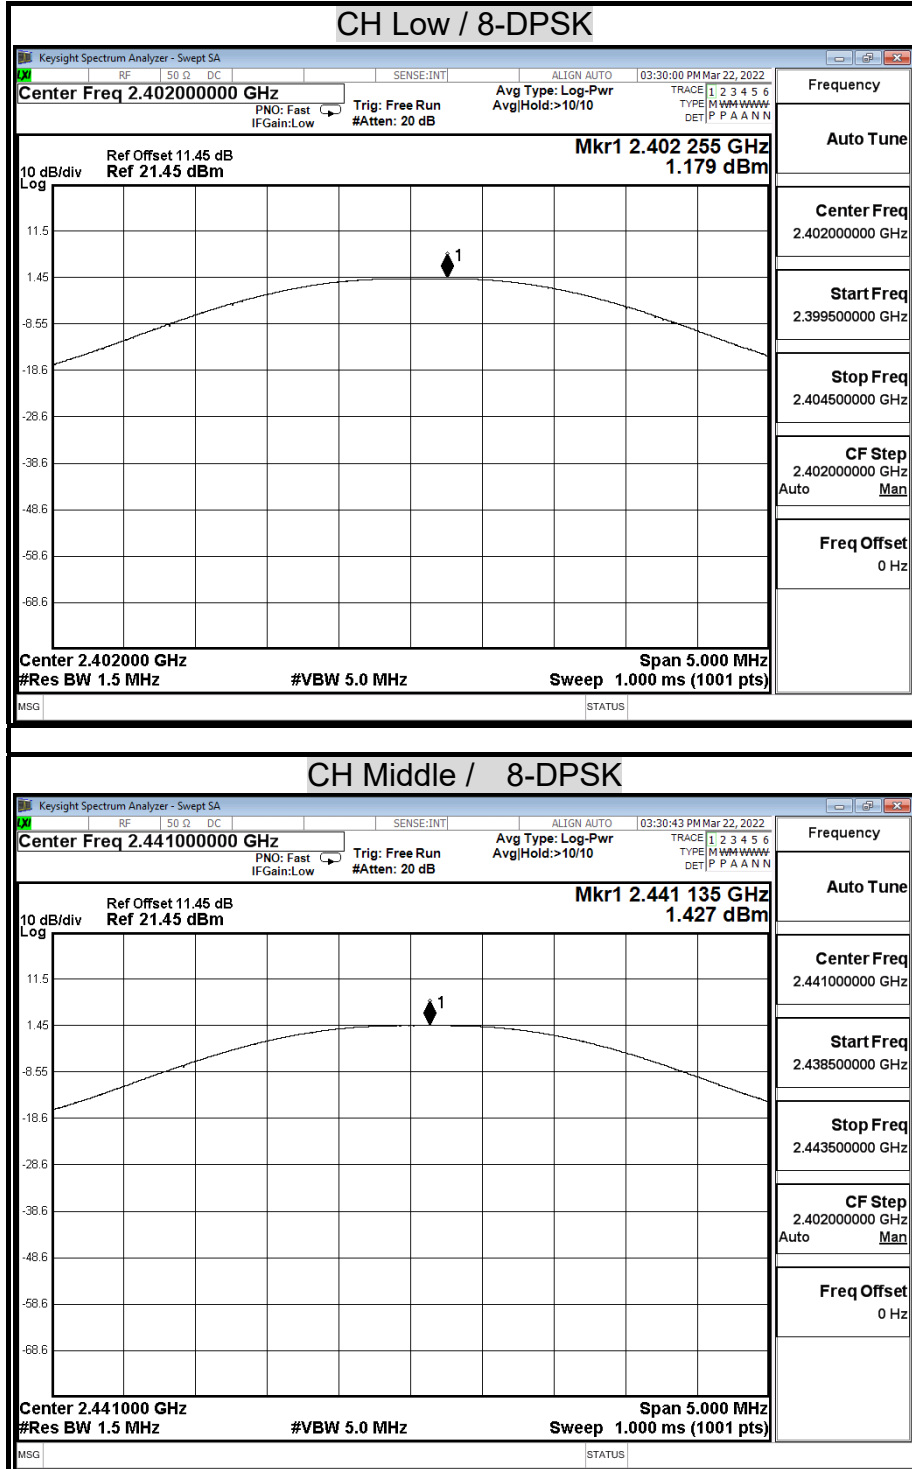 CH Low / 8-DPSK
Keysight Spectrum Analyzer - Swept SA
LXI RF 50 Ω DC SENSE:INT ALIGN AUTO 03:30:00 PM Mar 22, 2022
Center Freq 2.402000000 GHz
PNO: Fast
IFGain:Low
Trig: Free Run
#Atten: 20 dB
Avg Type: Log-Pwr
Avg|Hold:>10/10
TRACE 1 2 3 4 5 6
TYPE M WM WWWW
DET P P A A N N
Frequency
Auto Tune
Ref Offset 11.45 dB
10 dB/div Ref 21.45 dBm
Log
Mkr1 2.402 255 GHz
1.179 dBm
11.5
1.45
-8.55
-18.6
-28.6
-38.6
-48.6
-58.6
-68.6
1
Center Freq
2.402000000 GHz
Start Freq
2.399500000 GHz
Stop Freq
2.404500000 GHz
CF Step
2.402000000 GHz
Auto Man
Freq Offset
0 Hz
Center 2.402000 GHz Span 5.000 MHz
#Res BW 1.5 MHz #VBW 5.0 MHz Sweep 1.000 ms (1001 pts)
MSG STATUS
CH Middle / 8-DPSK
Keysight Spectrum Analyzer - Swept SA
LXI RF 50 Ω DC SENSE:INT ALIGN AUTO 03:30:43 PM Mar 22, 2022
Center Freq 2.441000000 GHz
PNO: Fast
IFGain:Low
Trig: Free Run
#Atten: 20 dB
Avg Type: Log-Pwr
Avg|Hold:>10/10
TRACE 1 2 3 4 5 6
TYPE M WM WWWW
DET P P A A N N
Frequency
Auto Tune
Ref Offset 11.45 dB
10 dB/div Ref 21.45 dBm
Log
Mkr1 2.441 135 GHz
1.427 dBm
11.5
1.45
-8.55
-18.6
-28.6
-38.6
-48.6
-58.6
-68.6
1
Center Freq
2.441000000 GHz
Start Freq
2.438500000 GHz
Stop Freq
2.443500000 GHz
CF Step
2.402000000 GHz
Auto Man
Freq Offset
0 Hz
Center 2.441000 GHz Span 5.000 MHz
#Res BW 1.5 MHz #VBW 5.0 MHz Sweep 1.000 ms (1001 pts)
MSG STATUS